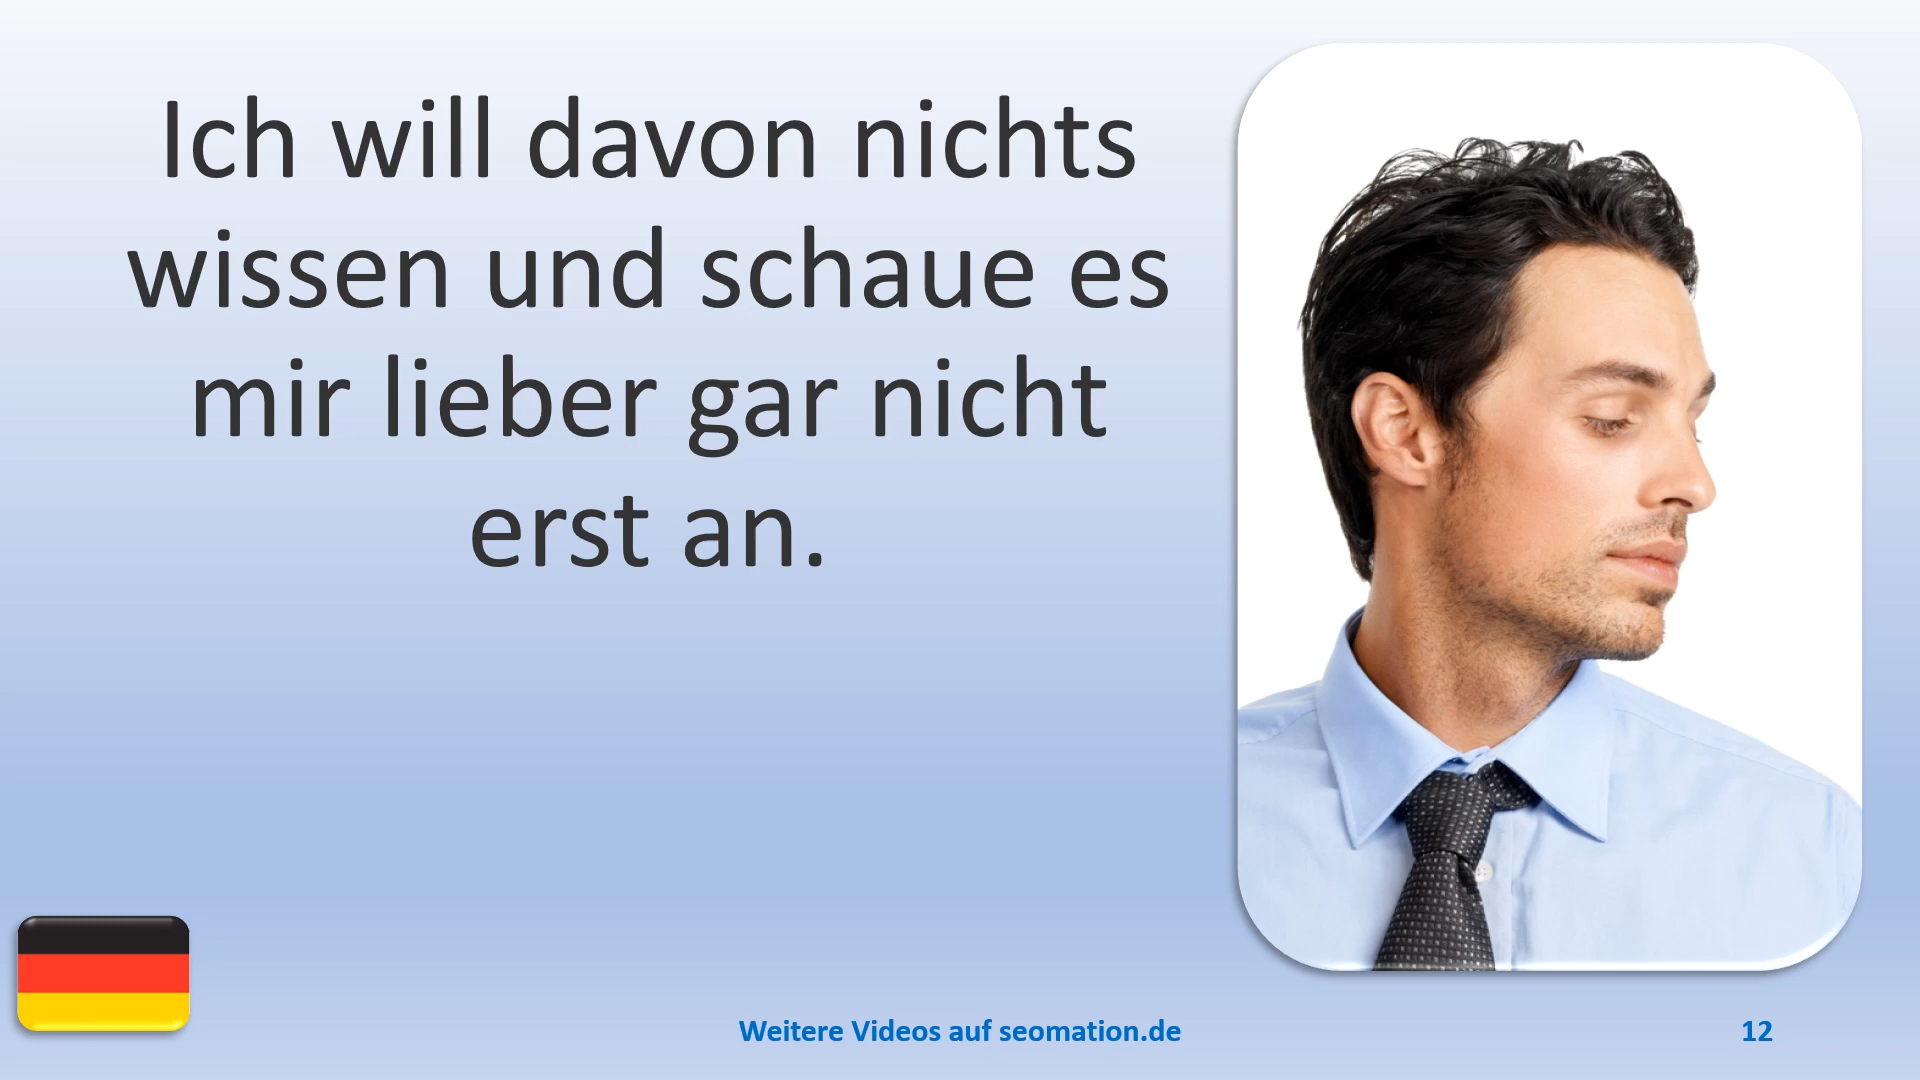 Ich will davon nichts
wissen und schaue es
mir lieber gar nicht
erst an.
Weitere Videos auf seomation.de
12